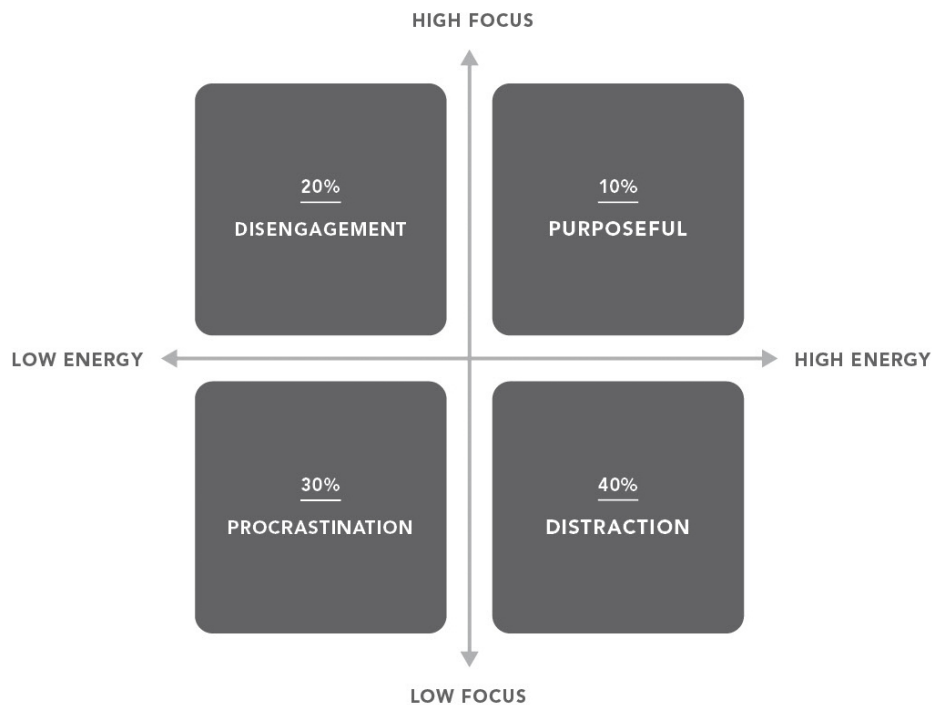 HIGH FOCUS
20%
DISENGAGEMENT
10%
PURPOSEFUL
LOW ENERGY
HIGH ENERGY
30%
PROCRASTINATION
40%
DISTRACTION
LOW FOCUS